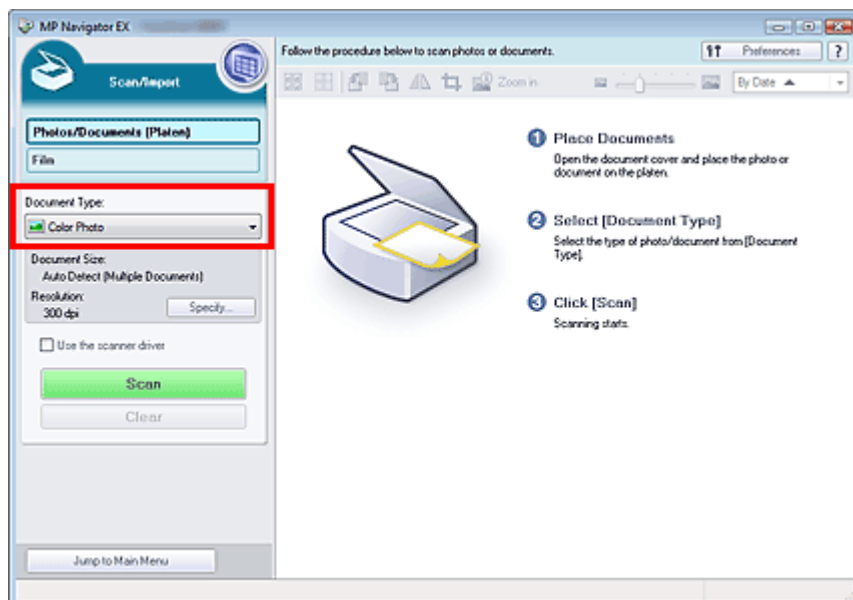 MP Navigator EX
Scan/Import
Photos/Documents (Platen)
Film
Document Type:
Color Photo
Document Size:
Auto Detect (Multiple Documents)
Resolution:
300 dpi
Specify...
Use the scanner driver
Scan
Clear
Jump to Main Menu
Follow the procedure below to scan photos or documents.
Preferences
?
Zoom in
By Date
1 Place Documents
Open the document cover and place the photo or
document on the platen.
2 Select [Document Type]
Select the type of photo/document from [Document
Type].
3 Click [Scan]
Scanning starts.